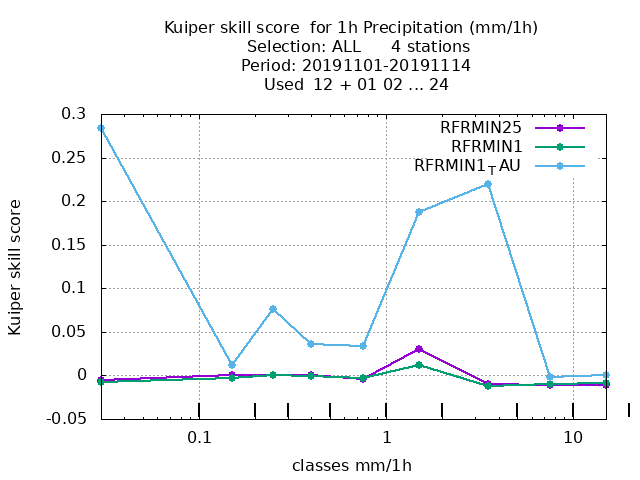 Kuiper skill score  for 1h Precipitation (mm/1h)
Selection: ALL      4 stations
Period: 20191101-20191114
Used  12 + 01 02 ... 24
RFRMIN25
RFRMIN1
RFRMIN1TAU
0.3
0.25
0.2
0.15
0.1
0.05
0
-0.05
Kuiper skill score
0.1
1
10
classes mm/1h